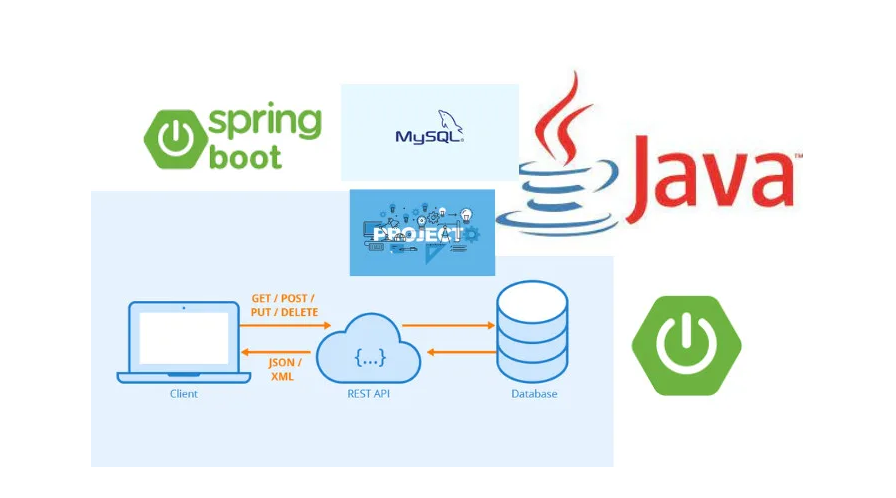 spring
boot
MySQL®
Java™
PROJECT
GET / POST /
PUT / DELETE
{...}
JSON /
XML
Client
REST API
Database